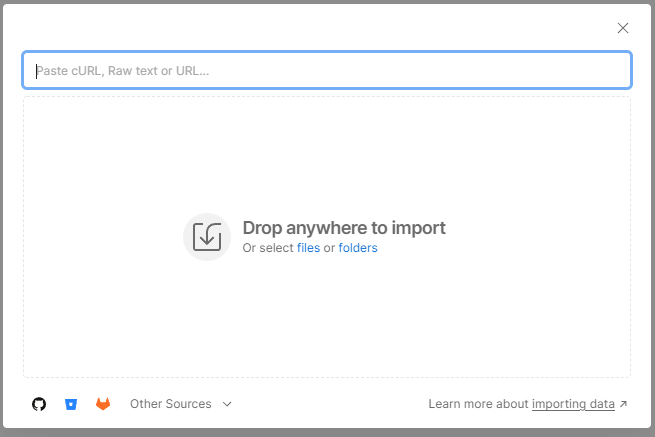 Paste cURL, Raw text or URL...
Drop anywhere to import
Or select files or folders
Other Sources
Learn more about importing data